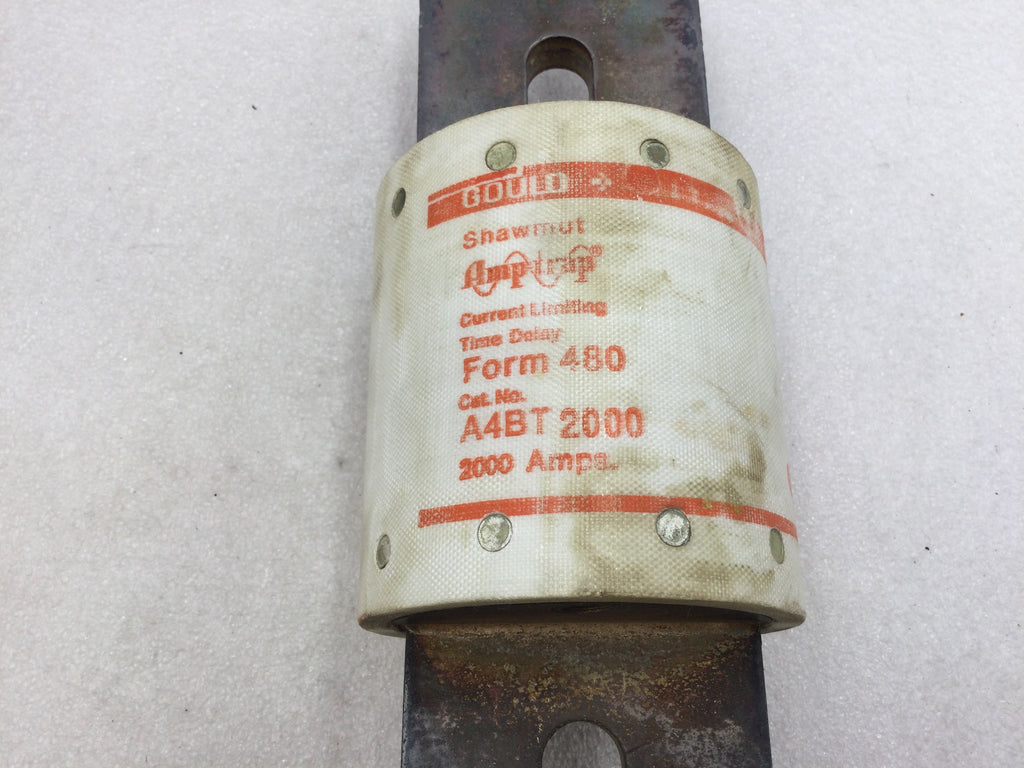 GOULD
Shawmut
Amp-trap®
Current Limiting
Time Delay
Form 480
Cat. No.
A4BT 2000
2000 Amps.